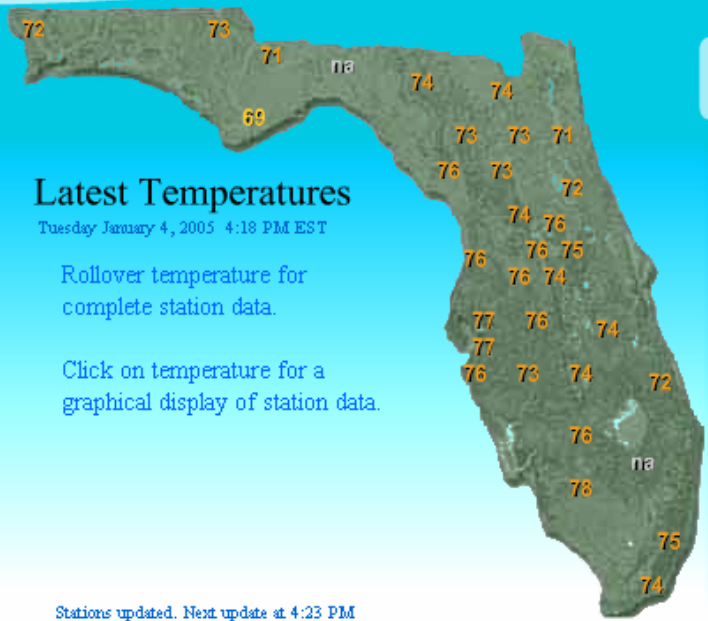 72 73
71
na
74
74
69
73 73 71
76 73
72
Latest Temperatures
74
76
Tuesday January 4, 2005 4:18 PM EST
76 75
76
Rollover temperature for
76 74
complete station data.
77 76
74
77
Click on temperature for a
76 73 74
72
graphical display of station data.
76
na
78
75
74
Stations updated. Next update at 4:23 PM